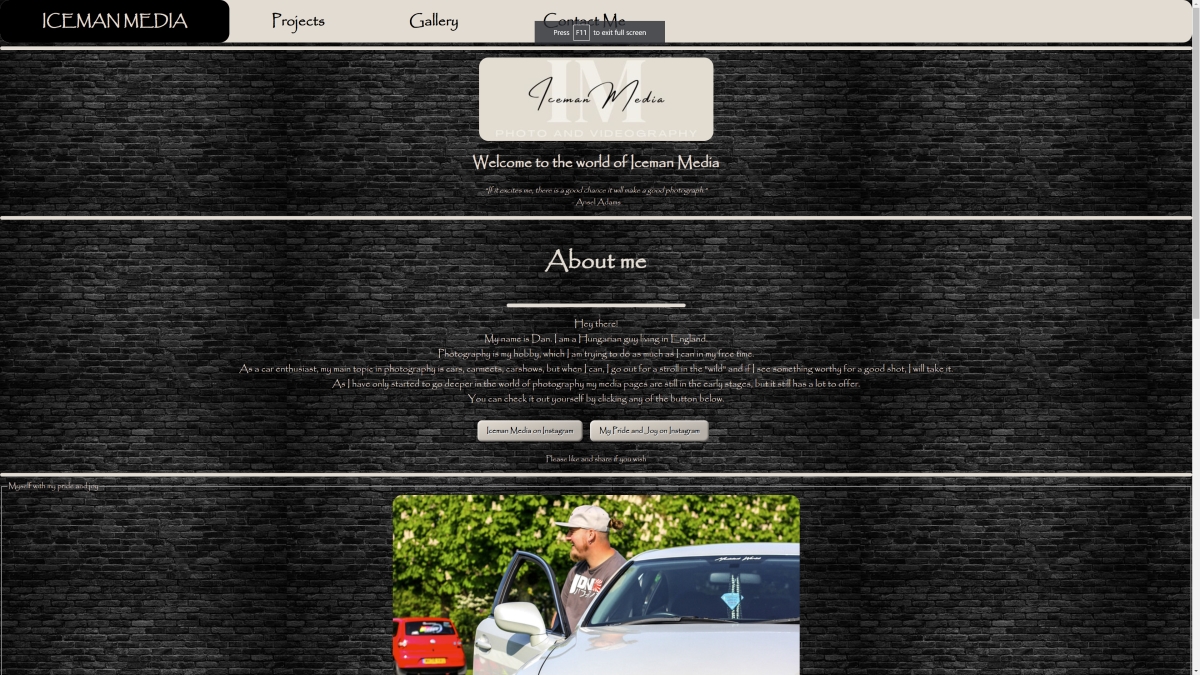 ICEMAN MEDIA Projects Gallery Contact Me
Press F11 to exit full screen
IM
Iceman Media
PHOTO AND VIDEOGRAPHY
Welcome to the world of Iceman Media
"If it excites me, there is a good chance it will make a good photograph."
- Ansel Adams
About me
Hey there!
My name is Dan. I am a Hungarian guy living in England.
Photography is my hobby, which I am trying to do as much as I can in my free time.
As a car enthusiast, my main topic in photography is cars, carmeets, carshows, but when I can, I go out for a stroll in the "wild" and if I see something worthy for a good shot, I will take it.
As I have only started to go deeper in the world of photography my media pages are still in the early stages, but it still has a lot to offer.
You can check it out yourself by clicking any of the button below.
Iceman Media on Instagram My Pride and Joy on Instagram
Please like and share if you wish
Myself with my pride and joy